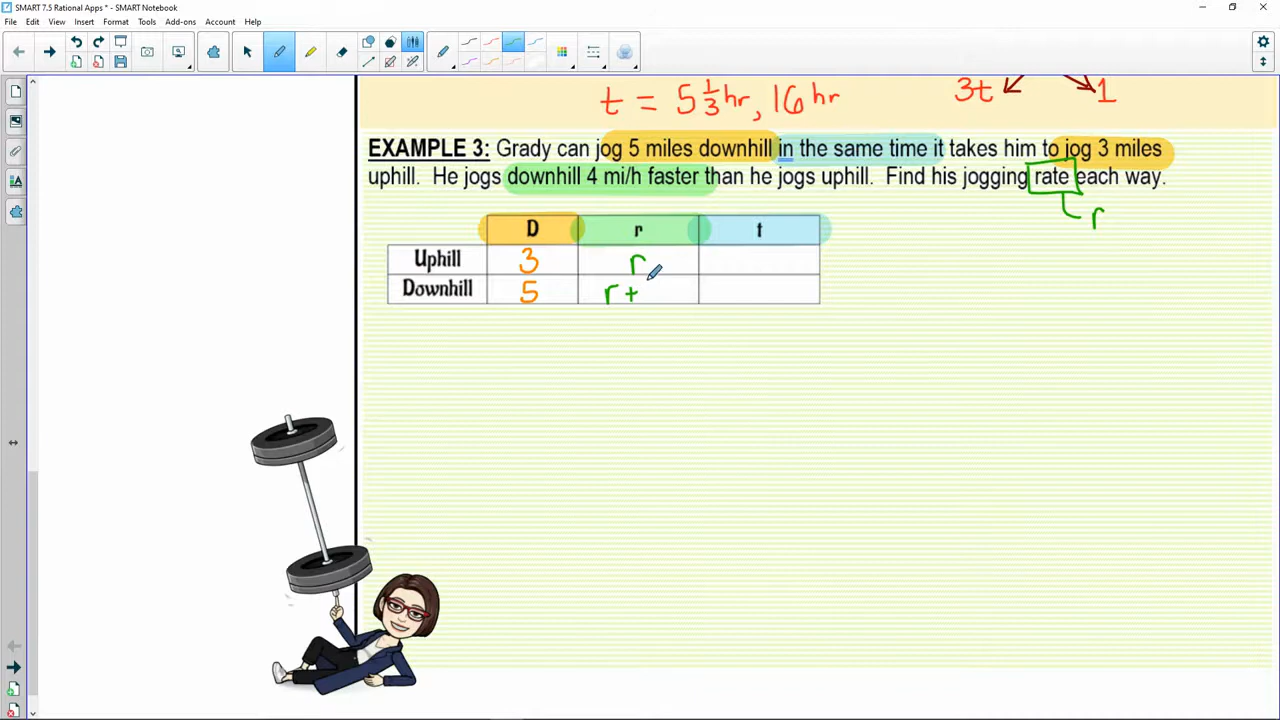 SMART 7.5 Rational Apps * - SMART Notebook
File Edit View Insert Format Tools Add-ons Account Help
t = 5 1/3 hr, 16 hr
3t 1
EXAMPLE 3: Grady can jog 5 miles downhill in the same time it takes him to jog 3 miles
uphill. He jogs downhill 4 mi/h faster than he jogs uphill. Find his jogging rate each way.
r
D r t
Uphill 3 r
Downhill 5 r +